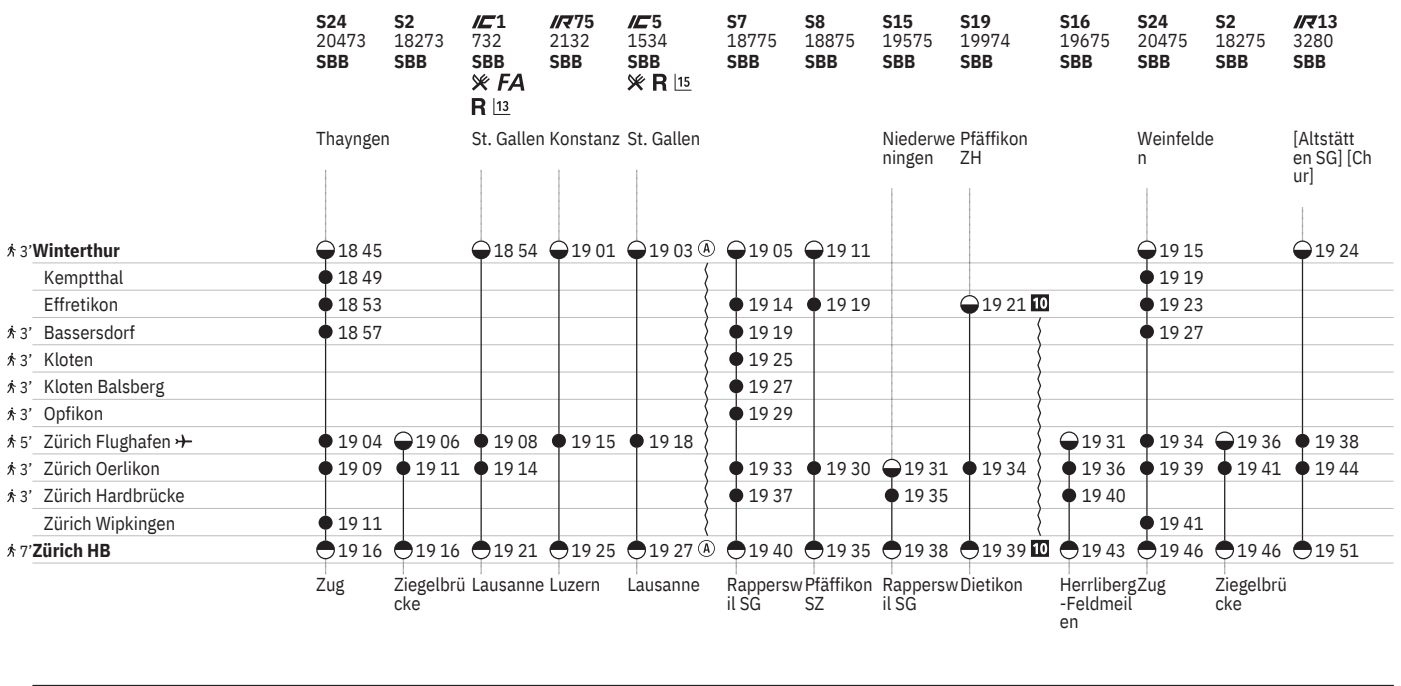 S24 S2 IC1 IR75 IC5 S7 S8 S15 S19 S16 S24 S2 IR13
20473 18273 732 2132 1534 18775 18875 19575 19974 19675 20475 18275 3280
SBB SBB SBB SBB SBB SBB SBB SBB SBB SBB SBB SBB SBB
FA R 15
R 13
Thayngen St. Gallen Konstanz St. Gallen Niederwe Pfäffikon Weinfelde [Altstätt
ningen ZH n en SG] [Ch
ur]
3' Winterthur 18 45 18 54 19 01 19 03 A 19 05 19 11 19 15 19 24
Kemptthal 18 49 19 19
Effretikon 18 53 19 14 19 19 19 21 10 19 23
3' Bassersdorf 18 57 19 19 19 27
3' Kloten 19 25
3' Kloten Balsberg 19 27
3' Opfikon 19 29
5' Zürich Flughafen 19 04 19 06 19 08 19 15 19 18 19 31 19 34 19 36 19 38
3' Zürich Oerlikon 19 09 19 11 19 14 19 33 19 30 19 31 19 34 19 36 19 39 19 41 19 44
3' Zürich Hardbrücke 19 37 19 35 19 40
Zürich Wipkingen 19 11 19 41
7' Zürich HB 19 16 19 16 19 21 19 25 19 27 A 19 40 19 35 19 38 19 39 10 19 43 19 46 19 46 19 51
Zug Ziegelbrü Lausanne Luzern Lausanne Rappersw Pfäffikon Rappersw Dietikon Herrliberg Zug Ziegelbrü
cke il SG SZ il SG -Feldmeil cke
en